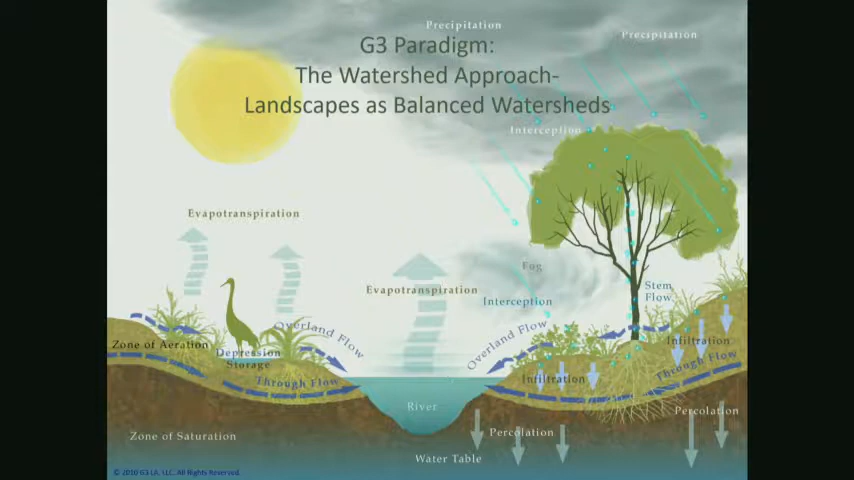 Precipitation
Precipitation
G3 Paradigm:
The Watershed Approach-
Landscapes as Balanced Watersheds
Interception
Evapotranspiration
Fog
Evapotranspiration
Interception
Stem
Flow
Overland Flow
Overland Flow
Zone of Aeration
Depression
Storage
Infiltration
Through Flow
Through Flow
Infiltration
River
Percolation
Zone of Saturation
Percolation
Water Table
© 2010 G3 LA, LLC. All Rights Reserved.